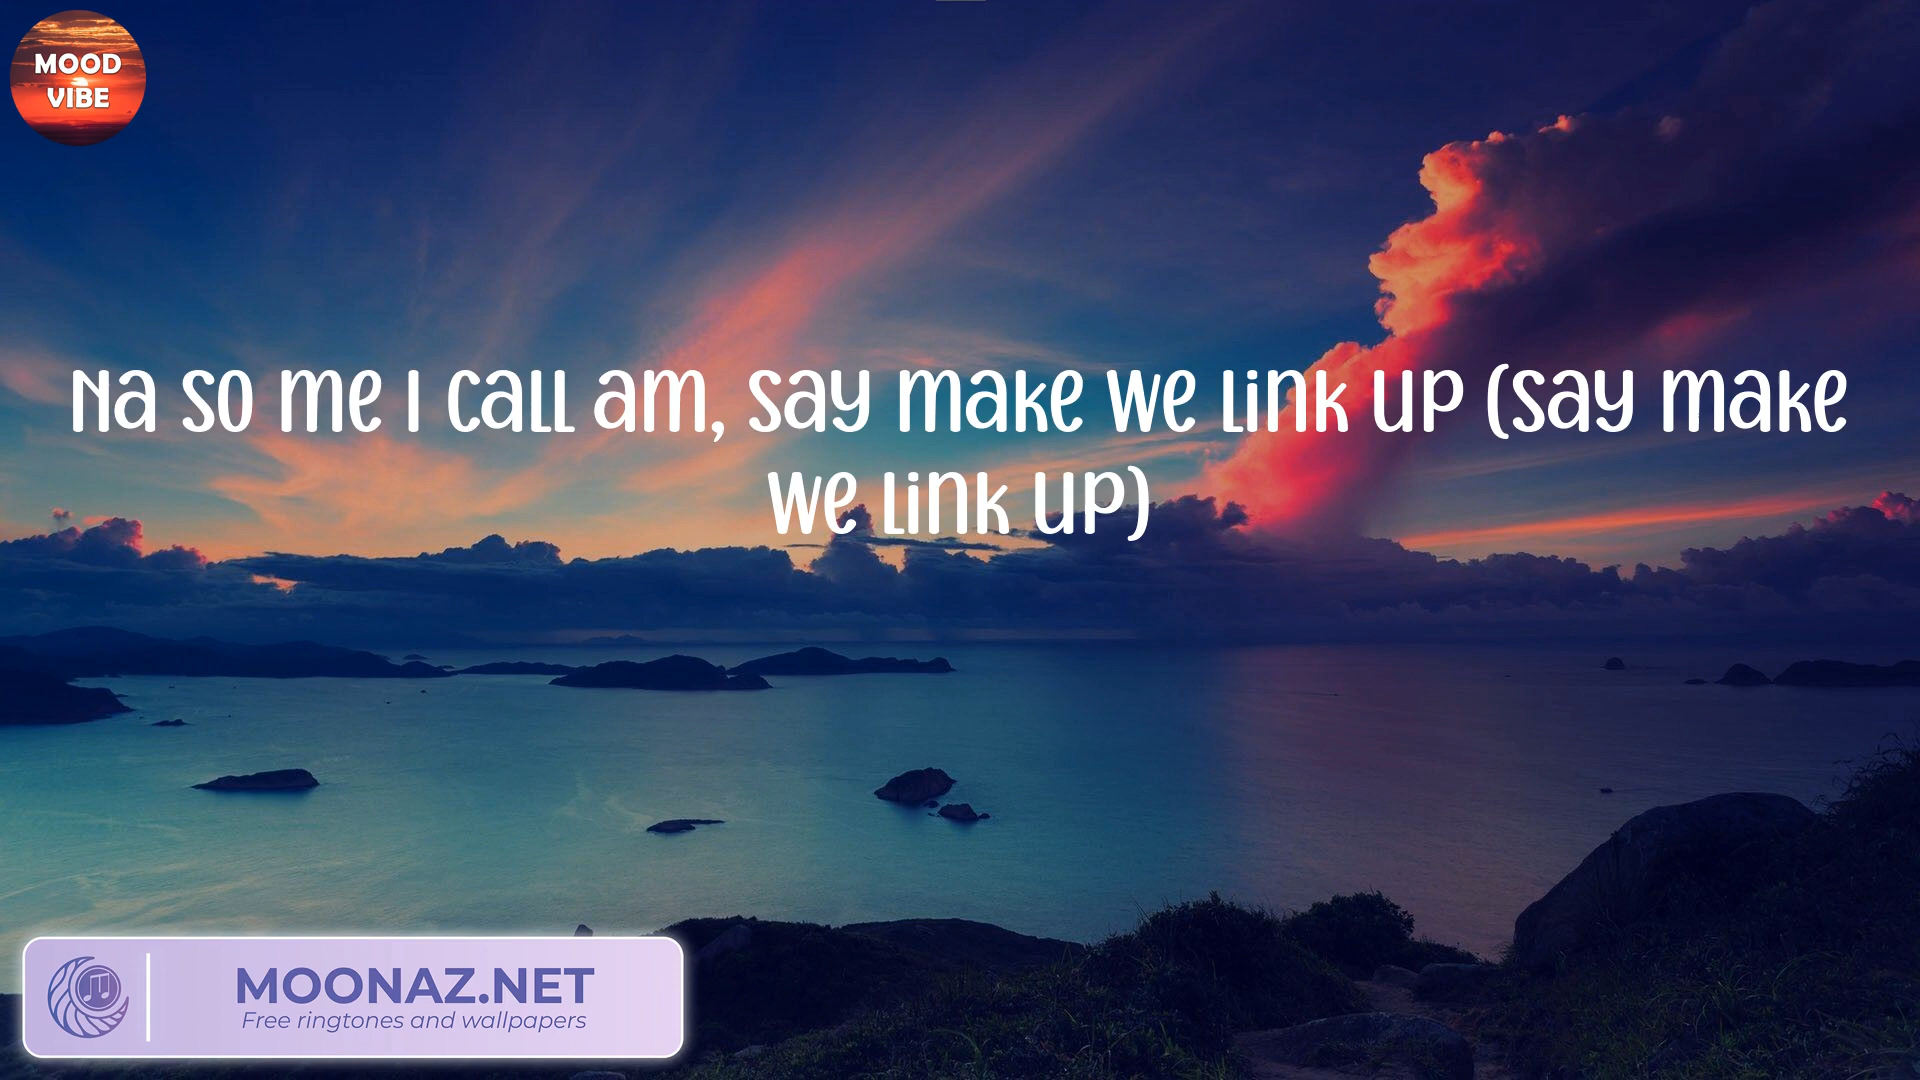 MOOD
VIBE
Na so me I call am, say make we link up (say make
we link up)
MOONAZ.NET
Free ringtones and wallpapers